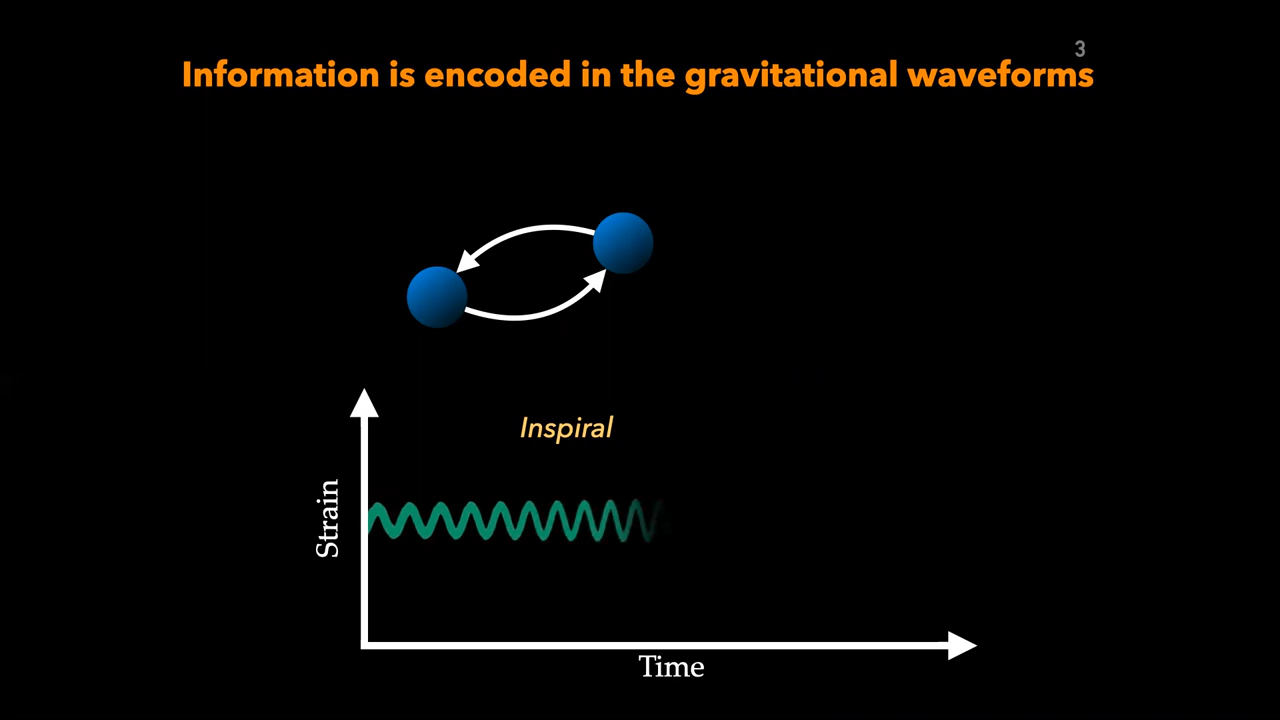 3
Information is encoded in the gravitational waveforms
Inspiral
Strain
Time